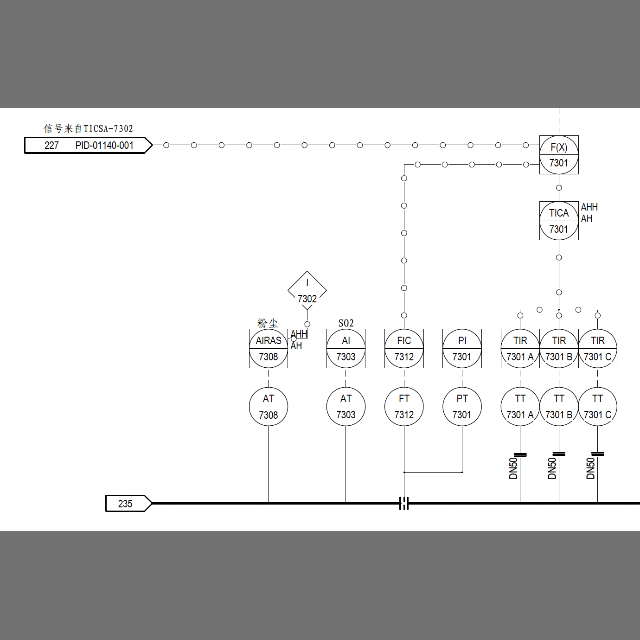 信号来自TICSA-7302
227 PID-01140-001
F(X)
7301
TICA
7301
AHH
AH
I
7302
粉尘
SO2
AIRAS
7308
AHH
AH
AI
7303
FIC
7312
PI
7301
TIR
7301 A
TIR
7301 B
TIR
7301 C
AT
7308
AT
7303
FT
7312
PT
7301
TT
7301 A
TT
7301 B
TT
7301 C
DN50
DN50
DN50
235